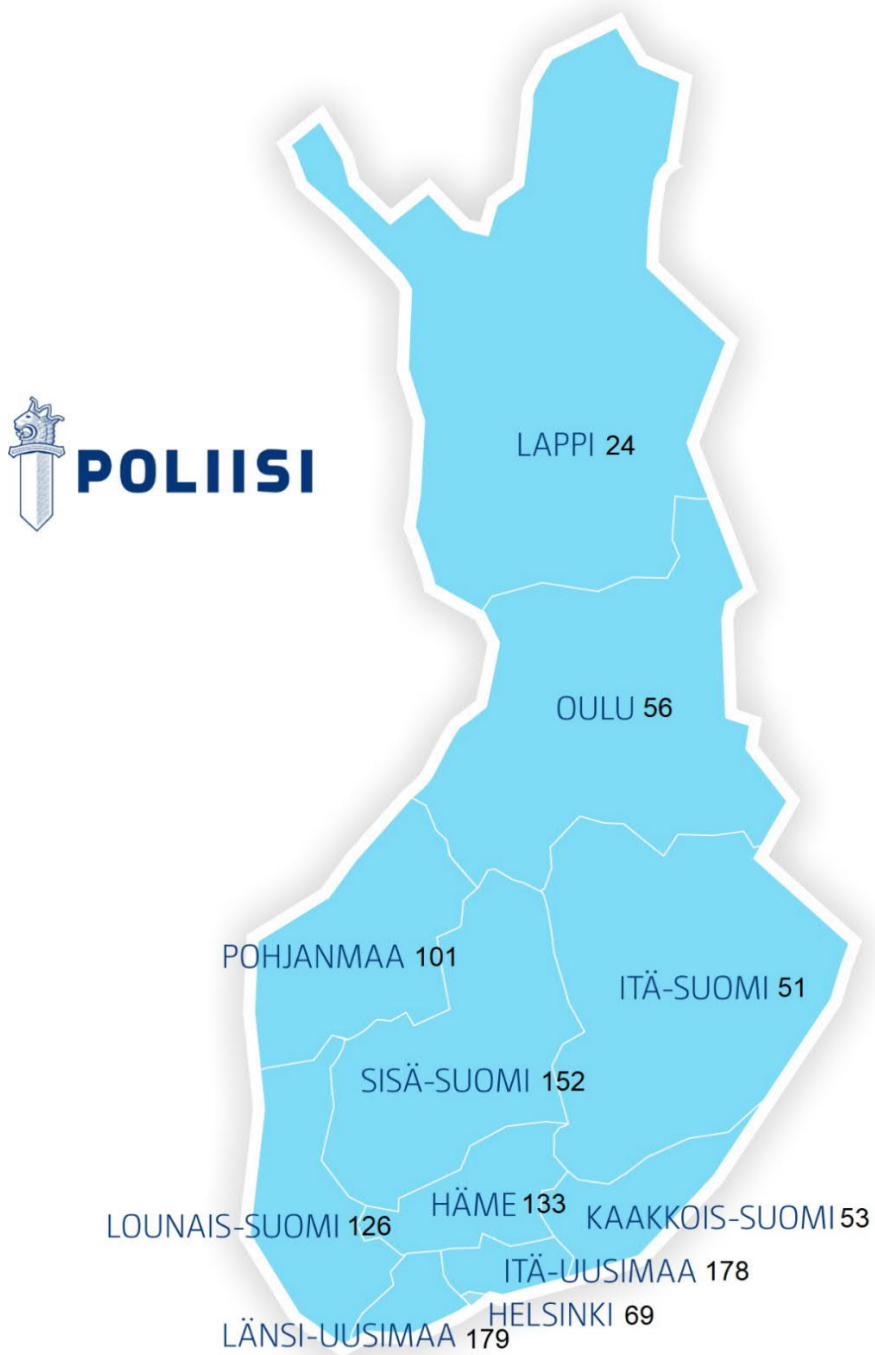 LAPPI 24
POLIISI
OULU 56
POHJANMAA 101
ITÄ-SUOMI 51
SISÄ-SUOMI 152
HÄME 133
KAAKKOIS-SUOMI 53
LOUNAIS-SUOMI 126
ITÄ-UUSIMAA 178
HELSINKI 69
LÄNSI-UUSIMAA 179